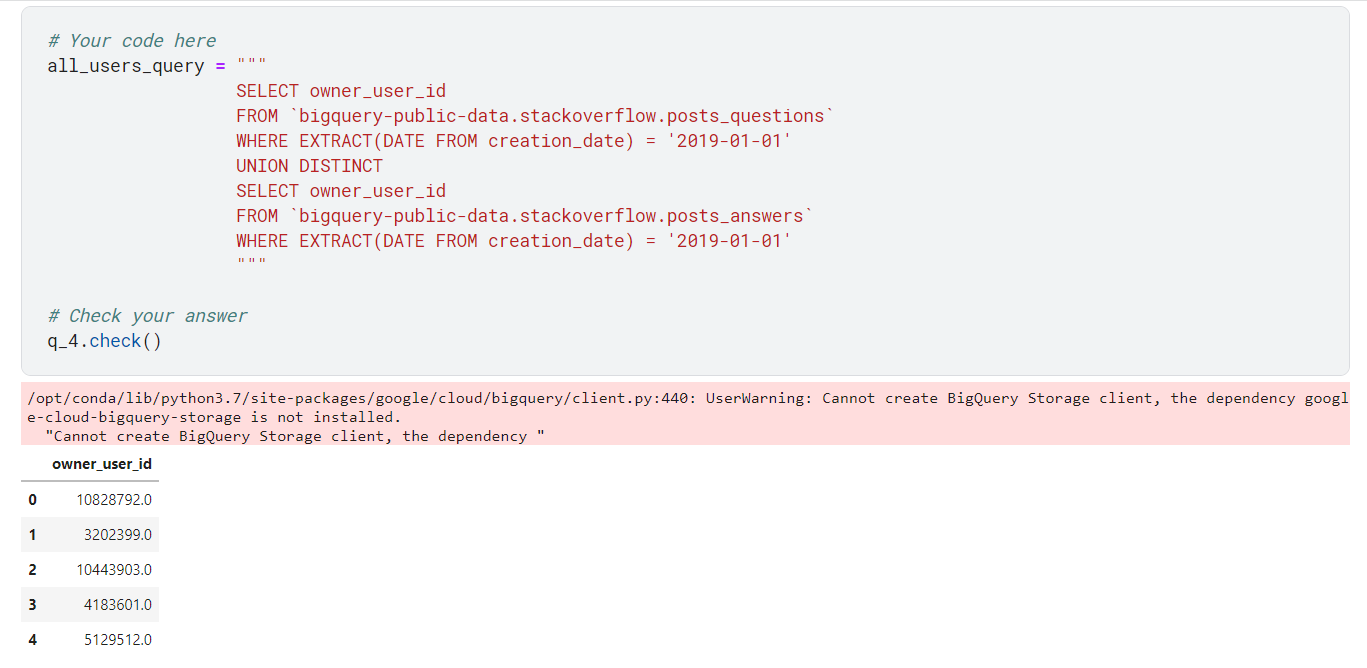 # Your code here
all_users_query = """
SELECT owner_user_id
FROM `bigquery-public-data.stackoverflow.posts_questions`
WHERE EXTRACT(DATE FROM creation_date) = '2019-01-01'
UNION DISTINCT
SELECT owner_user_id
FROM `bigquery-public-data.stackoverflow.posts_answers`
WHERE EXTRACT(DATE FROM creation_date) = '2019-01-01'
"""
# Check your answer
q_4.check()
/opt/conda/lib/python3.7/site-packages/google/cloud/bigquery/client.py:440: UserWarning: Cannot create BigQuery Storage client, the dependency googl
e-cloud-bigquery-storage is not installed.
"Cannot create BigQuery Storage client, the dependency "
owner_user_id
0 10828792.0
1 3202399.0
2 10443903.0
3 4183601.0
4 5129512.0